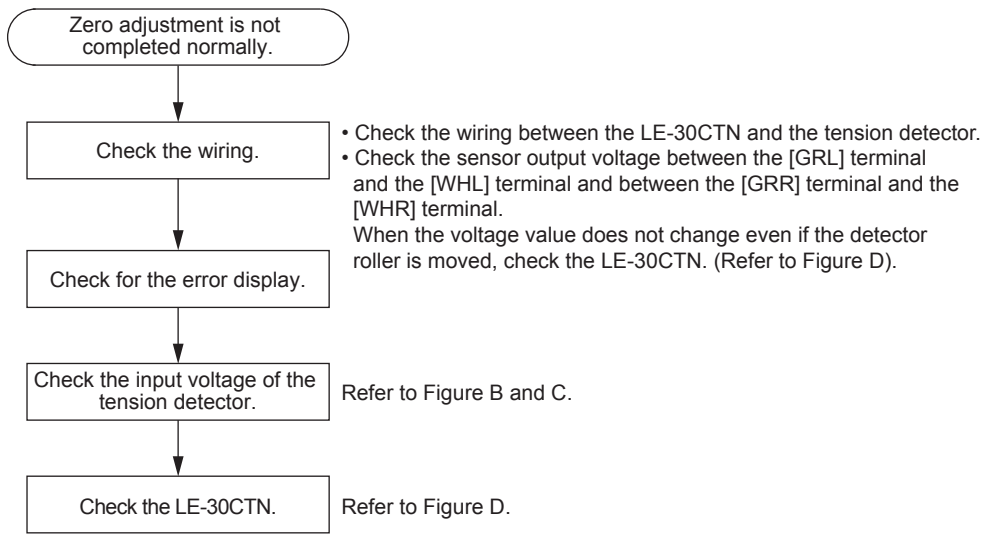 Zero adjustment is not
completed normally.
Check the wiring.
• Check the wiring between the LE-30CTN and the tension detector.
• Check the sensor output voltage between the [GRL] terminal
and the [WHL] terminal and between the [GRR] terminal and the
[WHR] terminal.
When the voltage value does not change even if the detector
roller is moved, check the LE-30CTN. (Refer to Figure D).
Check for the error display.
Check the input voltage of the
tension detector.
Refer to Figure B and C.
Check the LE-30CTN.
Refer to Figure D.